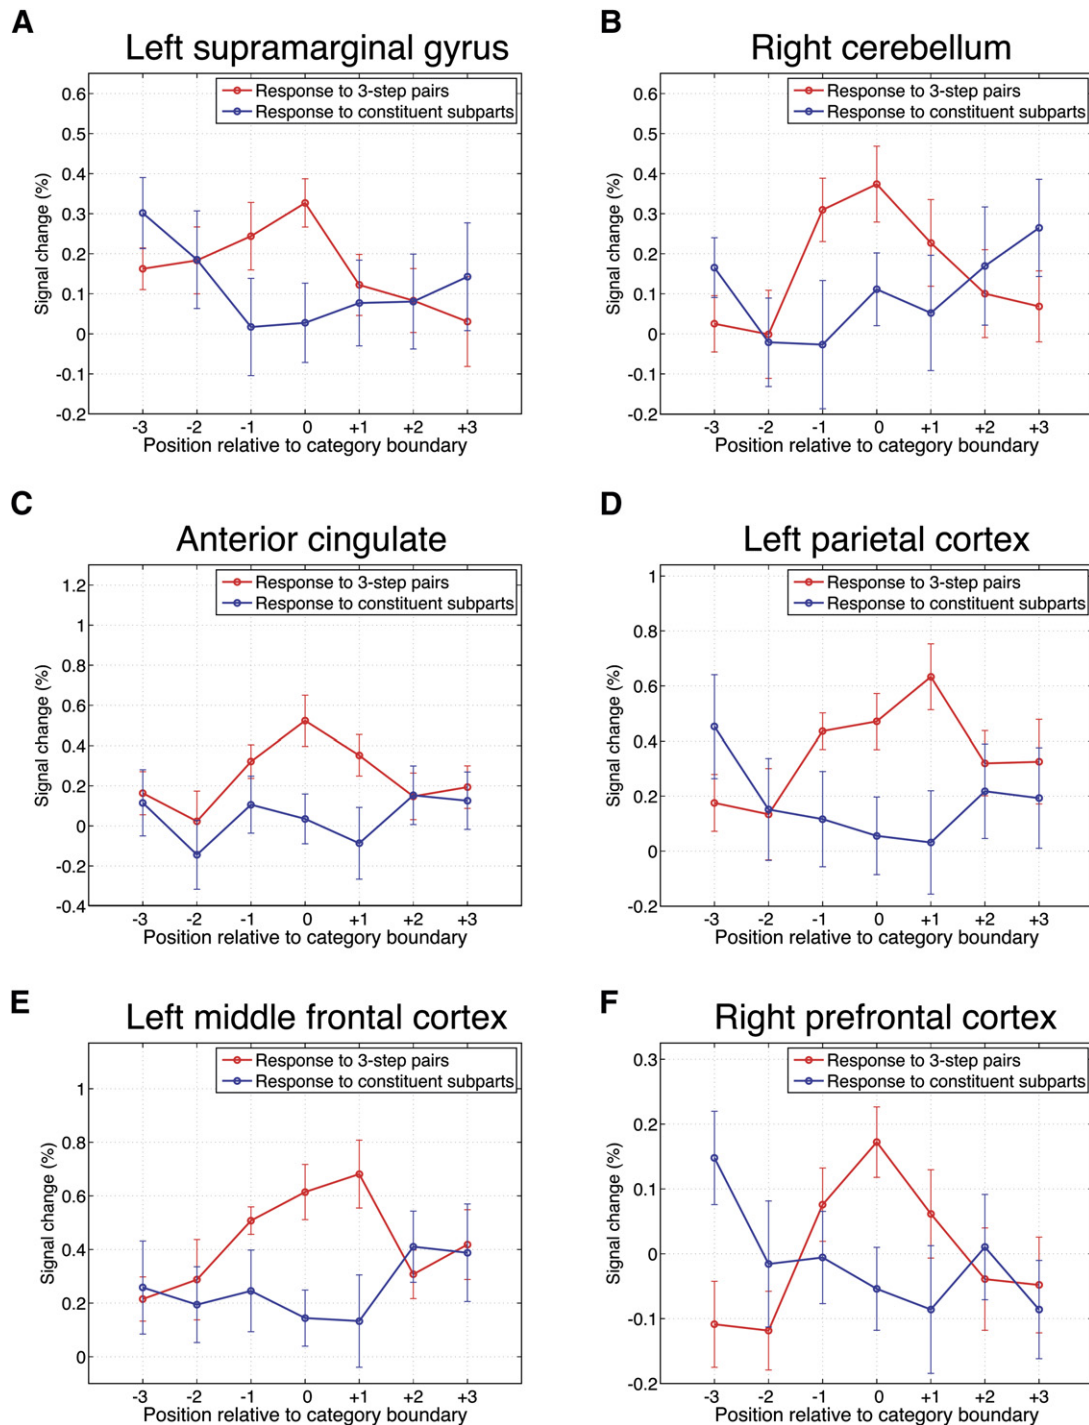 A
Left supramarginal gyrus
Response to 3-step pairs
Response to constituent subparts
Signal change (%)
0.6
0.5
0.4
0.3
0.2
0.1
0
-0.1
-0.2
-3 -2 -1 0 +1 +2 +3
Position relative to category boundary
B
Right cerebellum
Response to 3-step pairs
Response to constituent subparts
Signal change (%)
0.6
0.5
0.4
0.3
0.2
0.1
0
-0.1
-0.2
-3 -2 -1 0 +1 +2 +3
Position relative to category boundary
C
Anterior cingulate
Response to 3-step pairs
Response to constituent subparts
Signal change (%)
1.2
1
0.8
0.6
0.4
0.2
0
-0.2
-0.4
-3 -2 -1 0 +1 +2 +3
Position relative to category boundary
D
Left parietal cortex
Response to 3-step pairs
Response to constituent subparts
Signal change (%)
1
0.8
0.6
0.4
0.2
0
-0.2
-3 -2 -1 0 +1 +2 +3
Position relative to category boundary
E
Left middle frontal cortex
Response to 3-step pairs
Response to constituent subparts
Signal change (%)
1
0.8
0.6
0.4
0.2
0
-3 -2 -1 0 +1 +2 +3
Position relative to category boundary
F
Right prefrontal cortex
Response to 3-step pairs
Response to constituent subparts
Signal change (%)
0.3
0.2
0.1
0
-0.1
-0.2
-3 -2 -1 0 +1 +2 +3
Position relative to category boundary